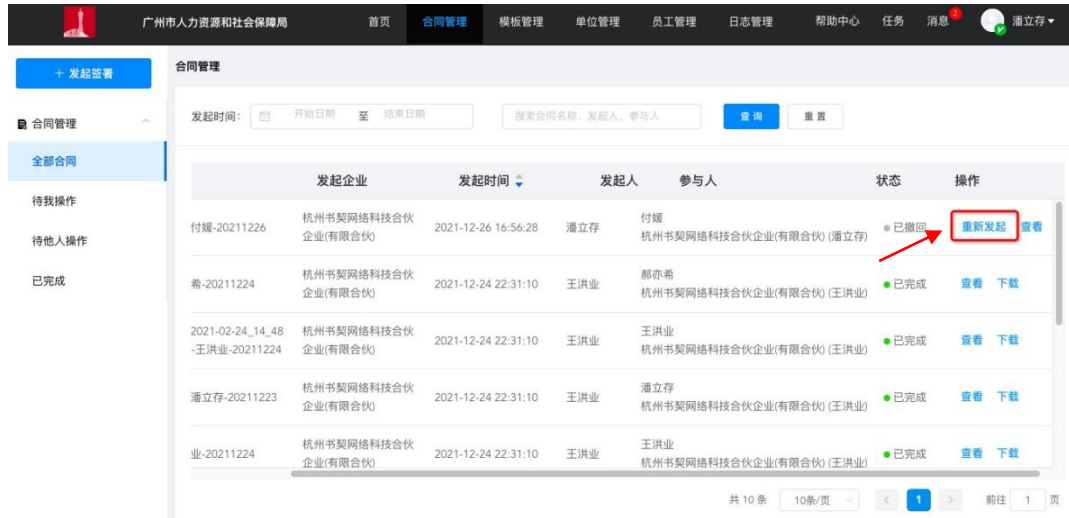 广州市人力资源和社会保障局 首页 合同管理 模板管理 单位管理 员工管理 日志管理 帮助中心 任务 消息 2 潘立存
+ 发起签署
合同管理
全部合同
待我操作
待他人操作
已完成
合同管理
发起时间: 开始日期 至 结束日期 搜索合同名称、发起人、参与人 查询 重置
发起企业 发起时间 发起人 参与人 状态 操作
付媛-20211226 杭州书契网络科技合伙企业(有限合伙) 2021-12-26 16:56:28 潘立存 付媛 杭州书契网络科技合伙企业(有限合伙) (潘立存) 已撤回 重新发起 查看
希-20211224 杭州书契网络科技合伙企业(有限合伙) 2021-12-24 22:31:10 王洪业 郝亦希 杭州书契网络科技合伙企业(有限合伙) (王洪业) 已完成 查看 下载
2021-02-24_14_48-王洪业-20211224 杭州书契网络科技合伙企业(有限合伙) 2021-12-24 22:31:10 王洪业 王洪业 杭州书契网络科技合伙企业(有限合伙) (王洪业) 已完成 查看 下载
潘立存-20211223 杭州书契网络科技合伙企业(有限合伙) 2021-12-24 22:31:10 王洪业 潘立存 杭州书契网络科技合伙企业(有限合伙) (王洪业) 已完成 查看 下载
业-20211224 杭州书契网络科技合伙企业(有限合伙) 2021-12-24 22:31:10 王洪业 王洪业 杭州书契网络科技合伙企业(有限合伙) (王洪业) 已完成 查看 下载
共 10 条 10条/页 < 1 > 前往 1 页